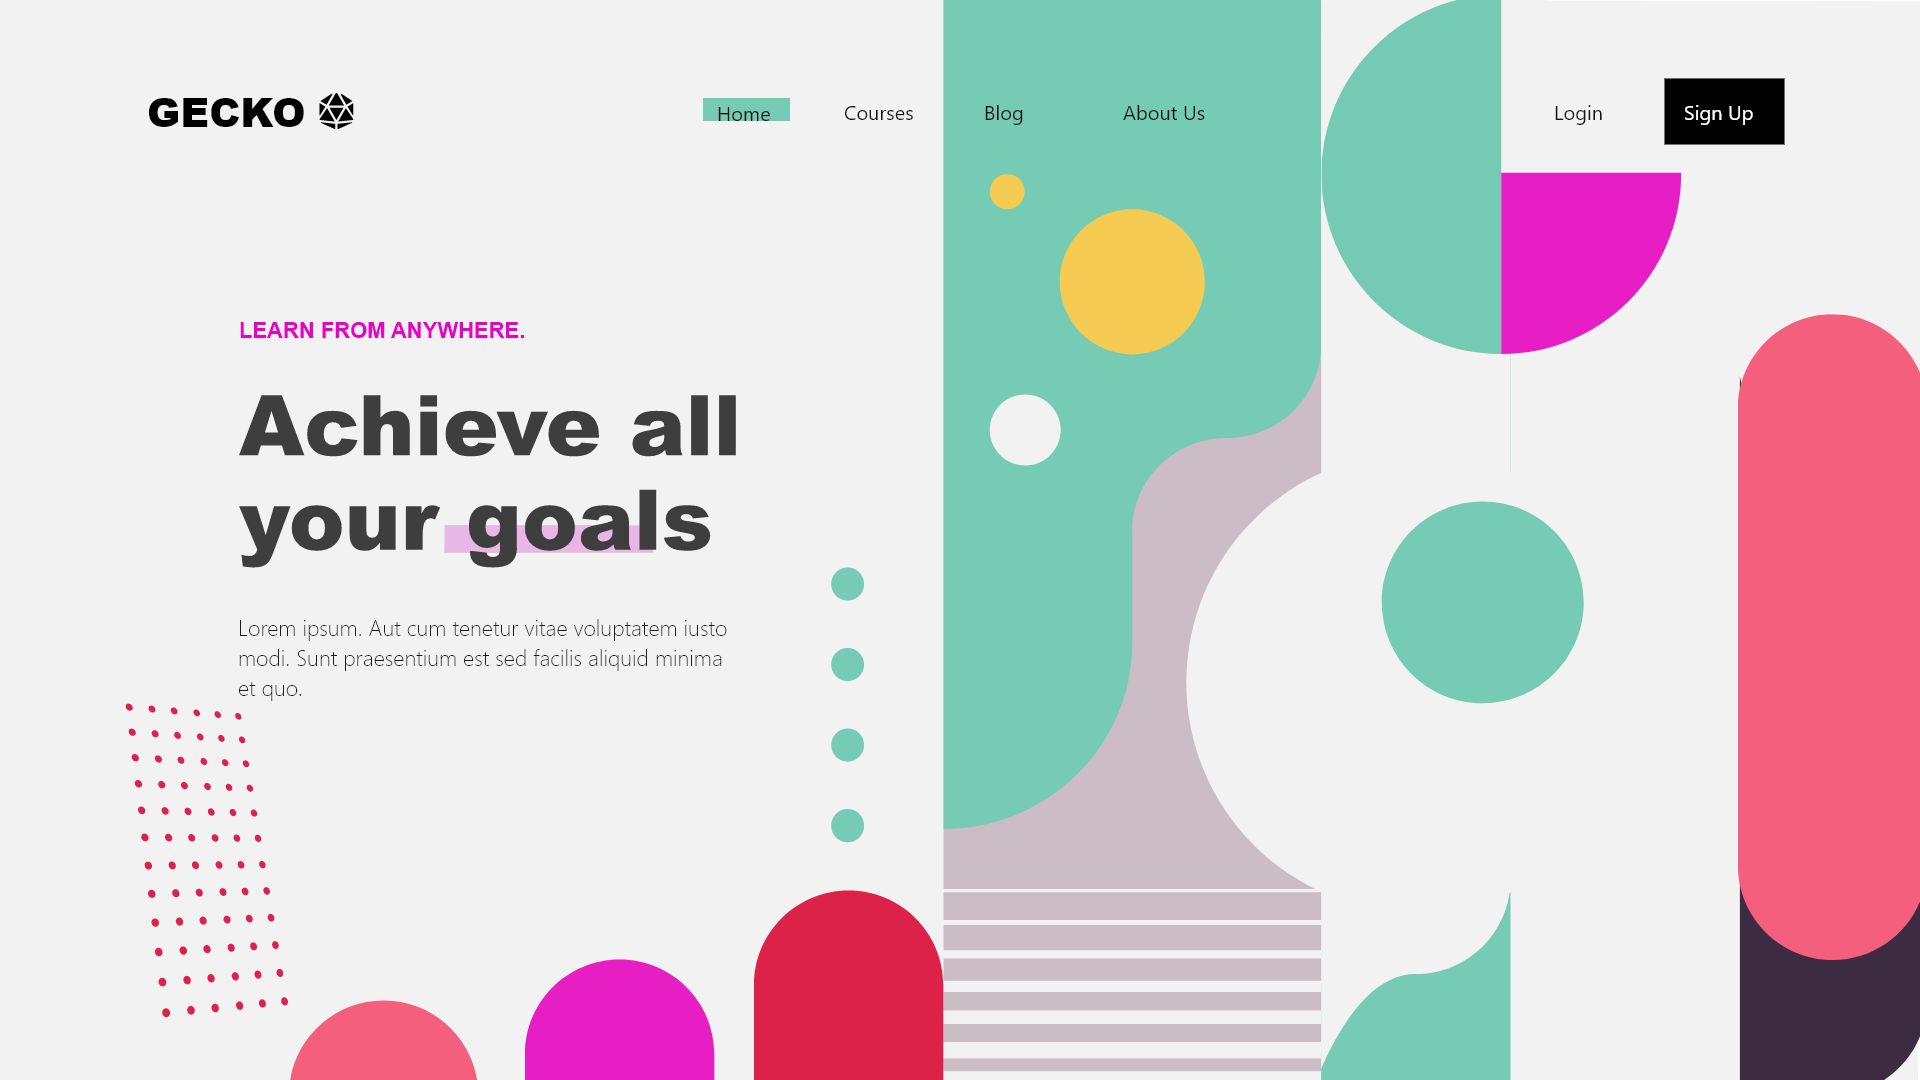 GECKO
Home
Courses
Blog
About Us
Login
Sign Up
LEARN FROM ANYWHERE.
Achieve all
your goals
Lorem ipsum. Aut cum tenetur vitae voluptatem iusto
modi. Sunt praesentium est sed facilis aliquid minima
et quo.